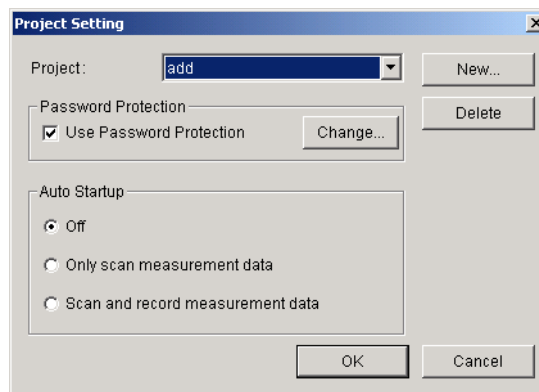 Project Setting
Project: add New...
Password Protection Delete
Use Password Protection Change...
Auto Startup
Off
Only scan measurement data
Scan and record measurement data
OK Cancel